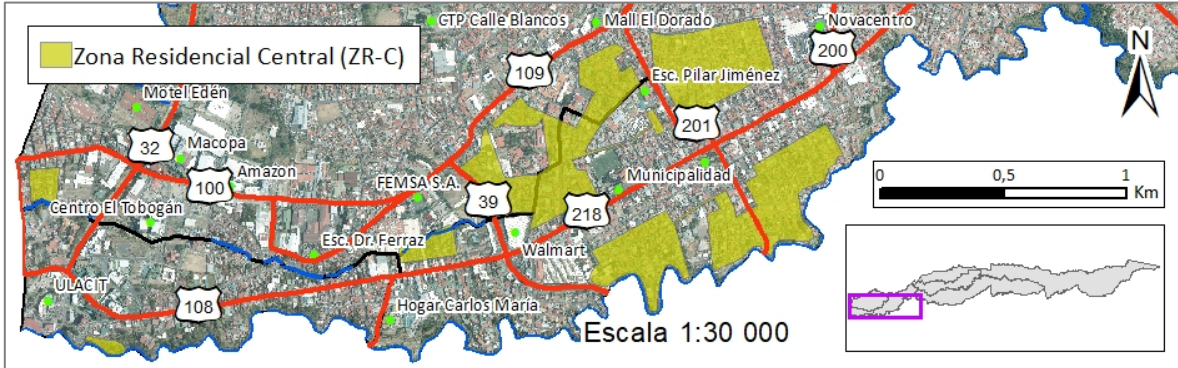 Zona Residencial Central (ZR-C)
CTP Calle Blancos
Mall El Dorado
Novacentro
200
N
109
Esc. Pilar Jiménez
Motel Edén
201
32
Macopa
100
Amazon
FEMSA S.A.
39
Municipalidad
218
0
0,5
1
Km
Centro El Tobogán
Esc. Dr. Ferraz
Walmart
ULACIT
108
Hogar Carlos María
Escala 1:30 000